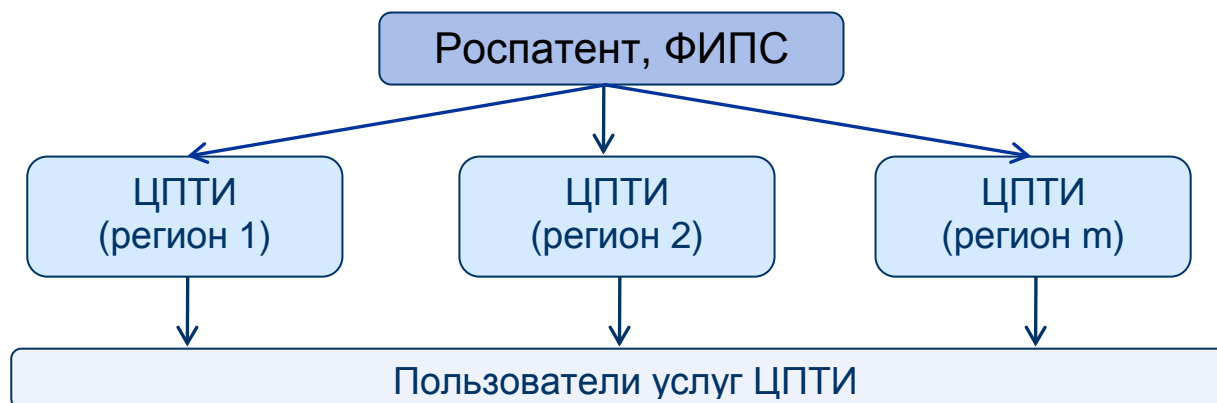 Роспатент, ФИПС
ЦПТИ ЦПТИ ЦПТИ
(регион 1) (регион 2) (регион m)
Пользователи услуг ЦПТИ